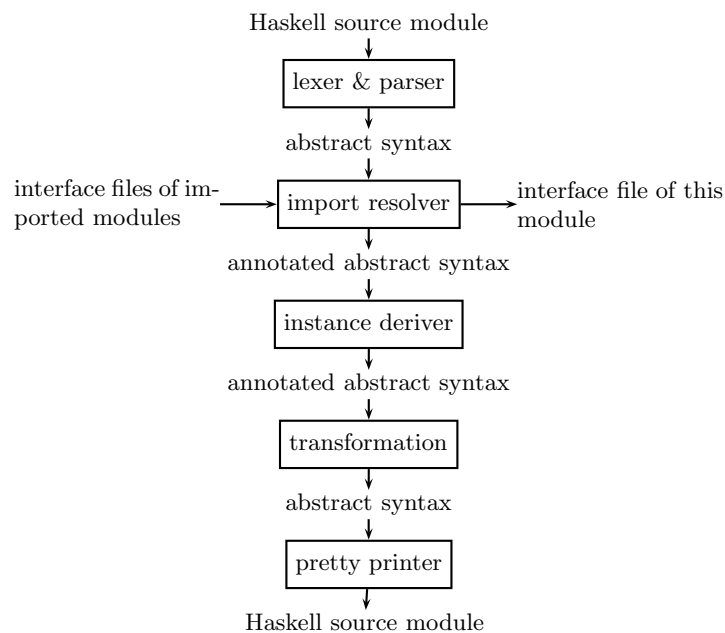 Haskell source module
lexer & parser
abstract syntax
interface files of im-
ported modules
import resolver
interface file of this
module
annotated abstract syntax
instance deriver
annotated abstract syntax
transformation
abstract syntax
pretty printer
Haskell source module